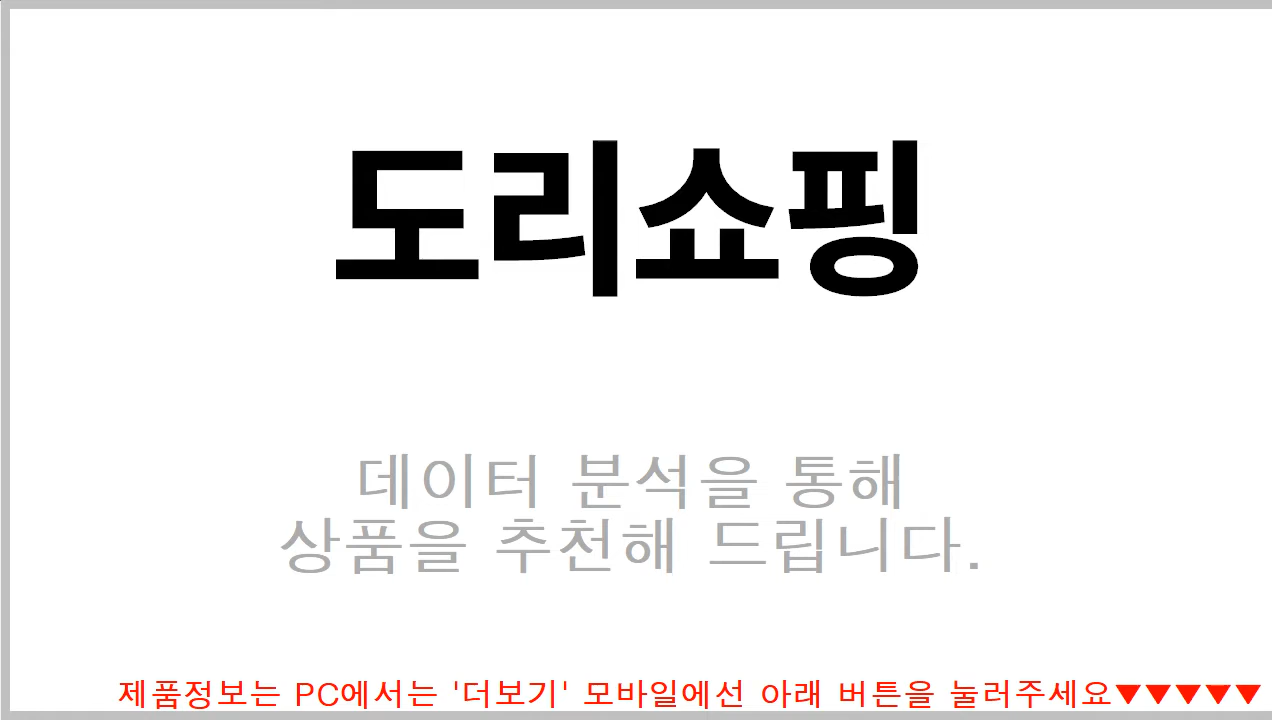 도리쇼핑
데이터 분석을 통해
상품을 추천해 드립니다.
제품정보는 PC에서는 '더보기' 모바일에선 아래 버튼을 눌러주세요▼▼▼▼▼